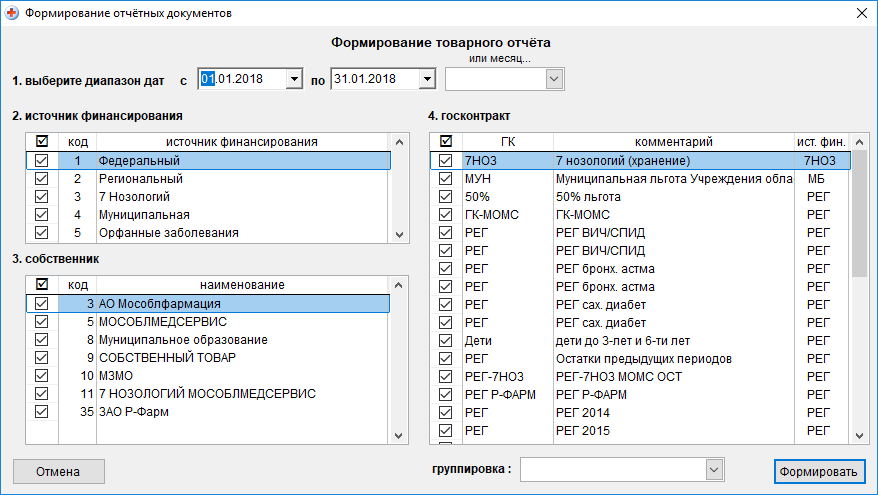 Формирование отчётных документов
Формирование товарного отчёта
или месяц...
1. выберите диапазон дат с 01.01.2018 по 31.01.2018
2. источник финансирования
код источник финансирования
1 Федеральный
2 Региональный
3 7 Нозологий
4 Муниципальная
5 Орфанные заболевания
3. собственник
код наименование
3 АО Мособлфармация
5 МОСОБЛМЕДСЕРВИС
8 Муниципальное образование
9 СОБСТВЕННЫЙ ТОВАР
10 МЗМО
11 7 НОЗОЛОГИЙ МОСОБЛМЕДСЕРВИС
35 ЗАО Р-Фарм
4. госконтракт
ГК комментарий ист. фин.
7НОЗ 7 нозологий (хранение) 7НОЗ
МУН Муниципальная льгота Учреждения обла МБ
50% 50% льгота РЕГ
ГК-МОМС ГК-МОМС РЕГ
РЕГ РЕГ ВИЧ/СПИД РЕГ
РЕГ РЕГ ВИЧ/СПИД РЕГ
РЕГ РЕГ бронх. астма РЕГ
РЕГ РЕГ бронх. астма РЕГ
РЕГ РЕГ сах. диабет РЕГ
РЕГ РЕГ сах. диабет РЕГ
Дети дети до 3-лет и 6-ти лет РЕГ
РЕГ Остатки предыдущих периодов РЕГ
РЕГ-7НОЗ РЕГ-7НОЗ МОМС ОСТ РЕГ
РЕГ Р-ФАРМ РЕГ Р-ФАРМ РЕГ
РЕГ РЕГ 2014 РЕГ
РЕГ РЕГ 2015 РЕГ
Отмена
группировка :
Формировать